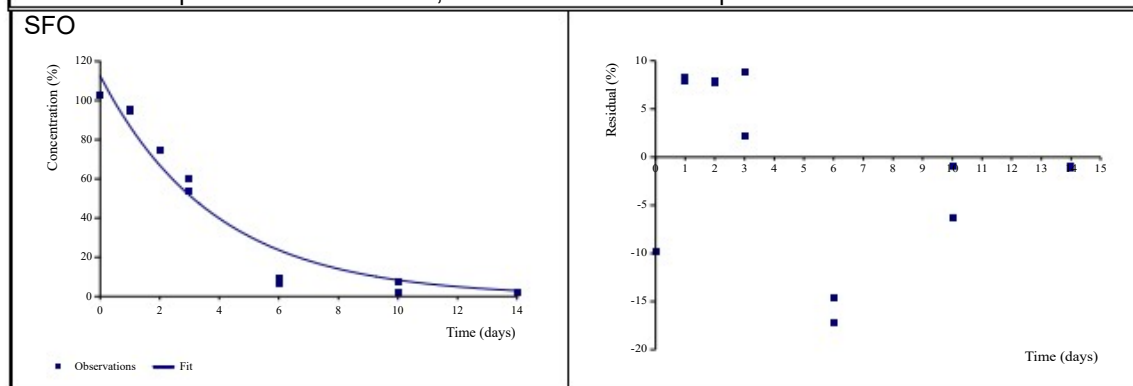 SFO
120
100
80
60
40
20
0
Concentration (%)
0 2 4 6 8 10 12 14
Time (days)
Observations Fit
10
5
0
-5
-10
-15
-20
Residual (%)
0 1 2 3 4 5 6 7 8 9 10 11 12 13 14 15
Time (days)